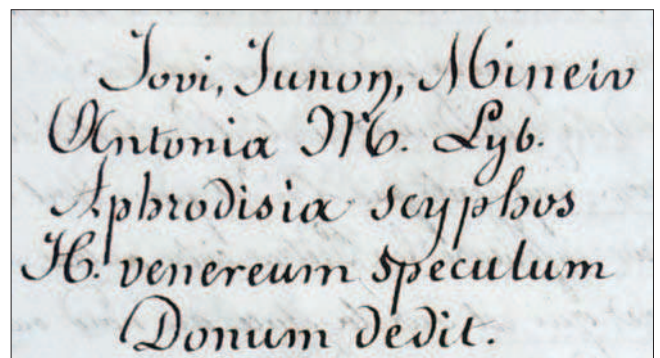 Jovi, Junon, Minerv
Antonia M. Lyb.
Aphrodisia scyphos
H. venereum speculum
Donum dedit.